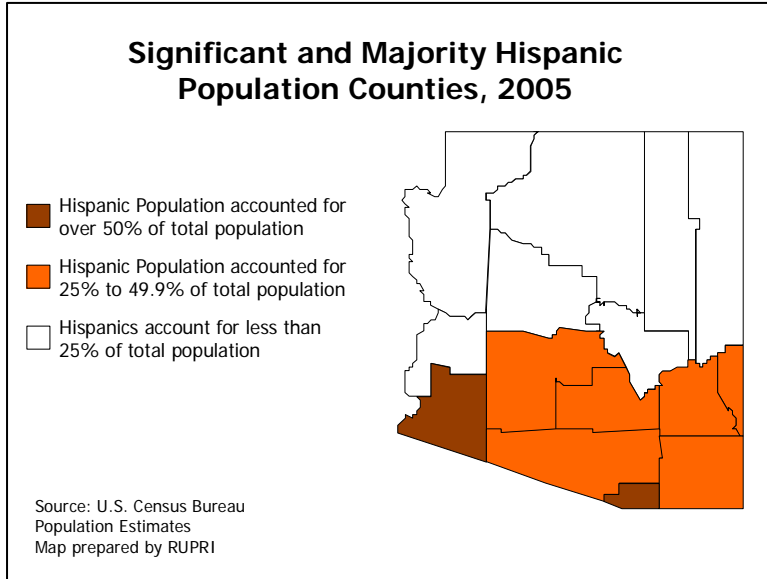 Significant and Majority Hispanic
Population Counties, 2005
Hispanic Population accounted for
over 50% of total population
Hispanic Population accounted for
25% to 49.9% of total population
Hispanics account for less than
25% of total population
Source: U.S. Census Bureau
Population Estimates
Map prepared by RUPRI